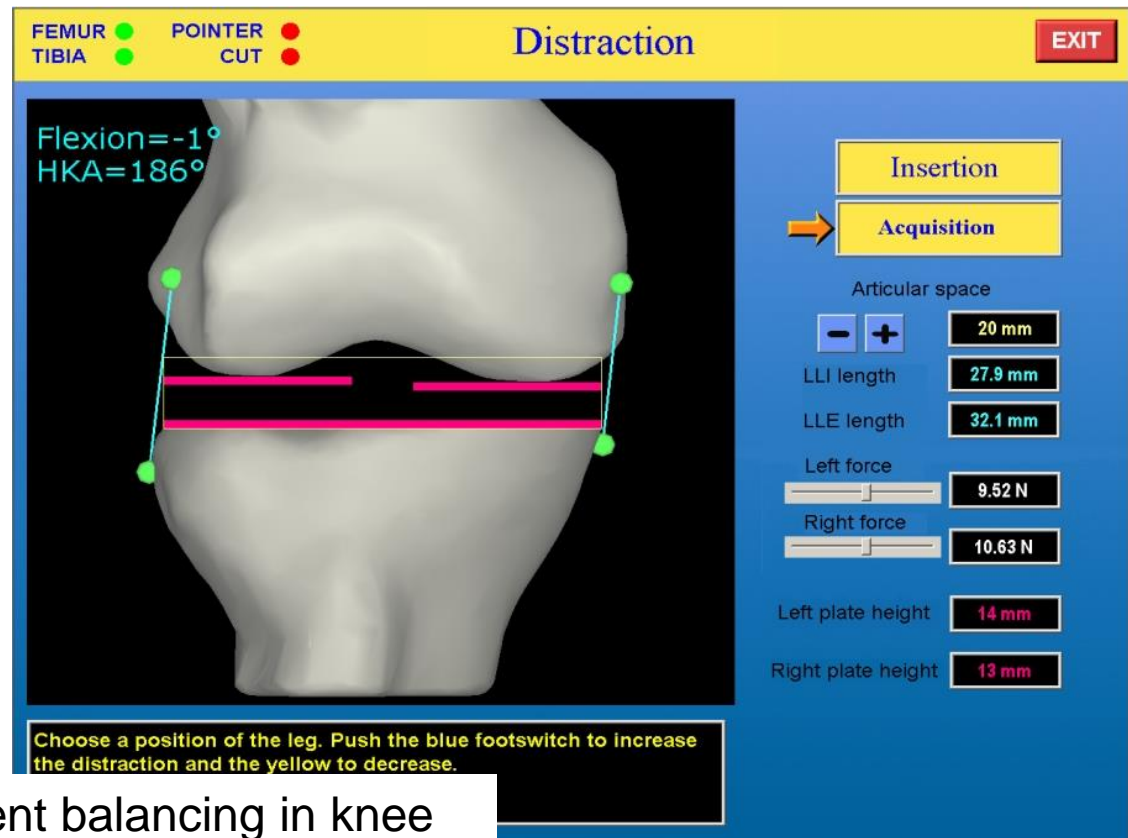 FEMUR
TIBIA
POINTER
CUT
Distraction
EXIT
Flexion=-1°
HKA=186°
Insertion
Acquisition
Articular space
- +
20 mm
LLI length
27.9 mm
LLE length
32.1 mm
Left force
9.52 N
Right force
10.63 N
Left plate height
14 mm
Right plate height
13 mm
Choose a position of the leg. Push the blue footswitch to increase
the distraction and the yellow to decrease.
balancing in knee